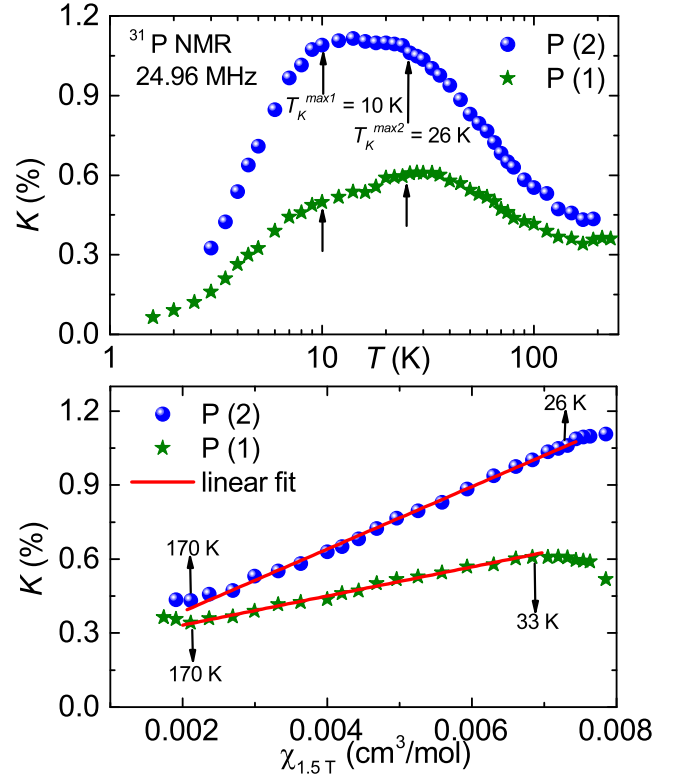 1.2
0.9
0.6
0.3
0.0
K (%)
³¹P NMR
24.96 MHz
P (2)
P (1)
T_K^max1 = 10 K
T_K^max2 = 26 K
1 10 100
T (K)
1.2
0.9
0.6
0.3
0.0
K (%)
P (2)
P (1)
linear fit
26 K
170 K
33 K
170 K
0.002 0.004 0.006 0.008
χ_1.5 T (cm³/mol)